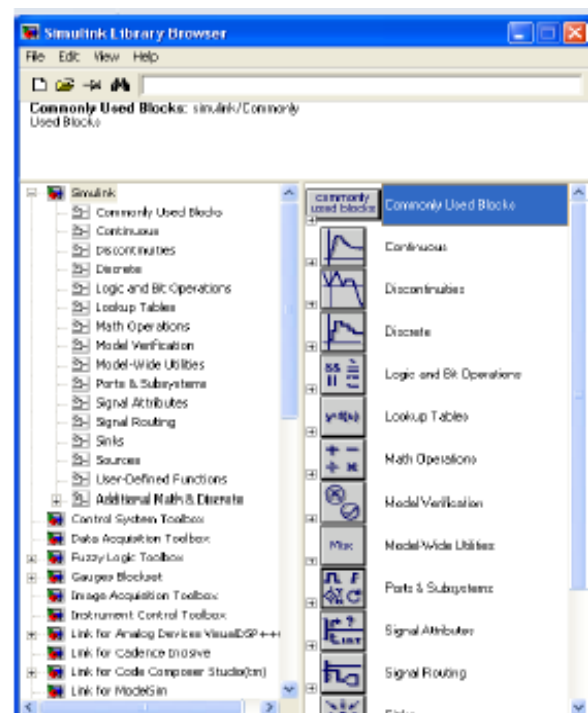 Simulink Library Browser
File Edit View Help
Commonly Used Blocks: simulink/Commonly
Used Blocks
Simulink
Commonly Used Blocks
Continuous
Discontinuities
Discrete
Logic and Bit Operations
Lookup Tables
Math Operations
Model Verification
Model-Wide Utilities
Ports & Subsystems
Signal Attributes
Signal Routing
Sinks
Sources
User-Defined Functions
Additional Math & Discrete
Control System Toolbox
Data Acquisition Toolbox
Fuzzy Logic Toolbox
Gauges Blockset
Image Acquisition Toolbox
Instrument Control Toolbox
Link for Analog Devices VisualDSP++
Link for Cadence Incisive
Link for Code Composer Studio(tm)
Link for ModelSim
commonly
used blocks
Commonly Used Blocks
Continuous
Discontinuities
Discrete
Logic and Bit Operations
y=f(u)
Lookup Tables
Math Operations
Model Verification
Misc
Model-Wide Utilities
Ports & Subsystems
Signal Attributes
Signal Routing